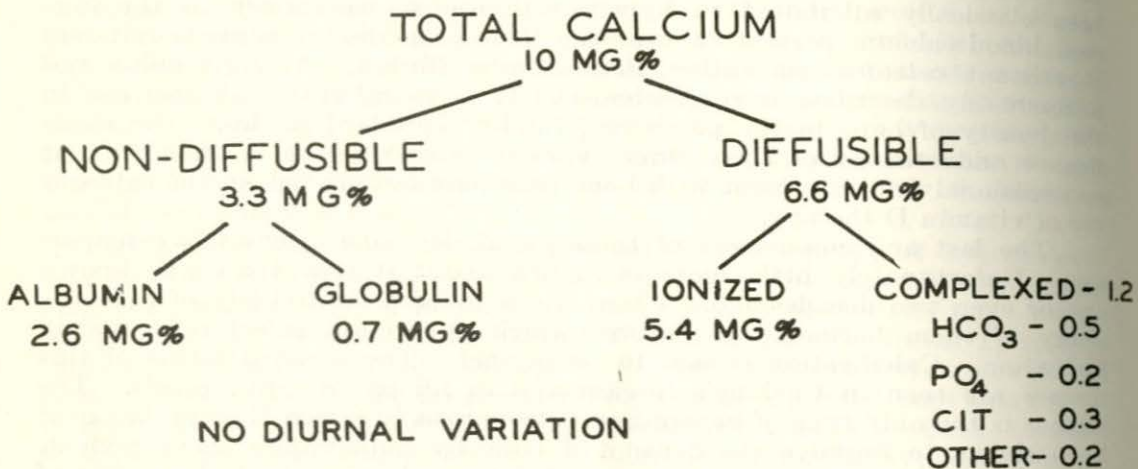 TOTAL CALCIUM
10 MG %
NON-DIFFUSIBLE
3.3 MG%
DIFFUSIBLE
6.6 MG%
ALBUMIN
2.6 MG%
GLOBULIN
0.7 MG%
IONIZED
5.4 MG%
COMPLEXED - 1.2
HCO3 - 0.5
PO4 - 0.2
CIT - 0.3
OTHER - 0.2
NO DIURNAL VARIATION